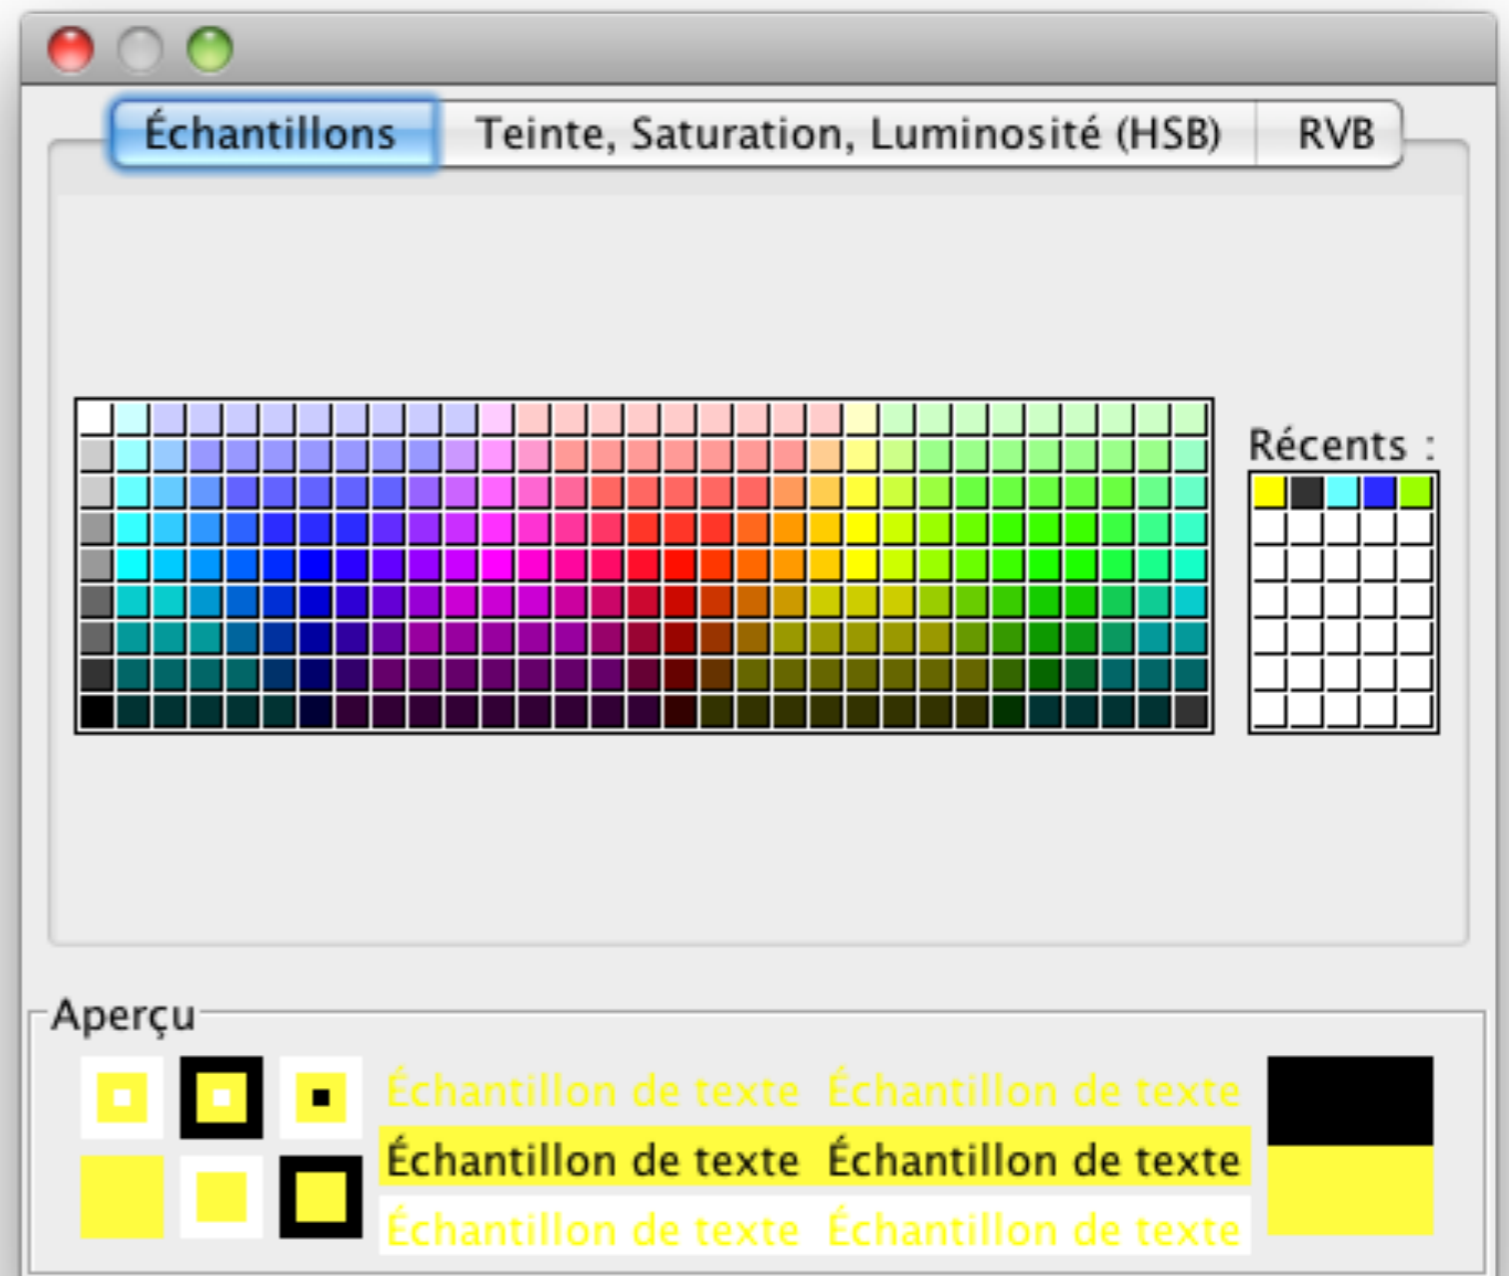 Échantillons Teinte, Saturation, Luminosité (HSB) RVB
Récents :
Aperçu
Échantillon de texte Échantillon de texte
Échantillon de texte Échantillon de texte
Échantillon de texte Échantillon de texte